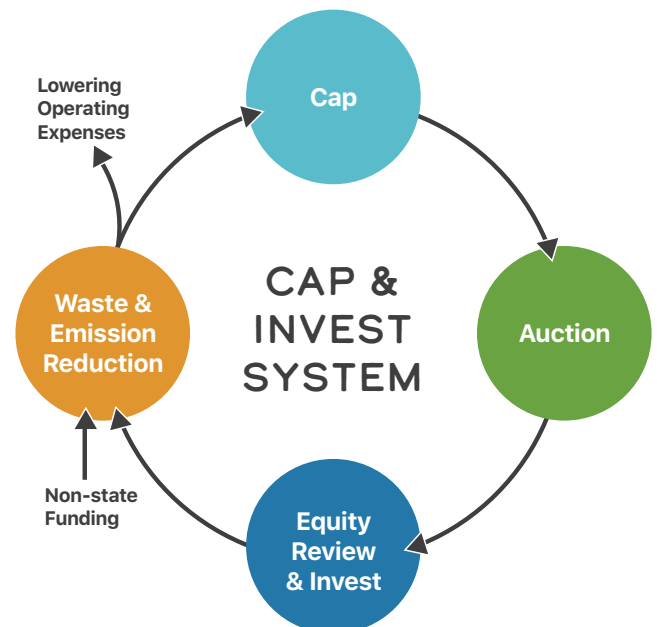 Lowering
Operating
Expenses
Cap
CAP &
INVEST
SYSTEM
Waste &
Emission
Reduction
Auction
Non-state
Funding
Equity
Review
& Invest